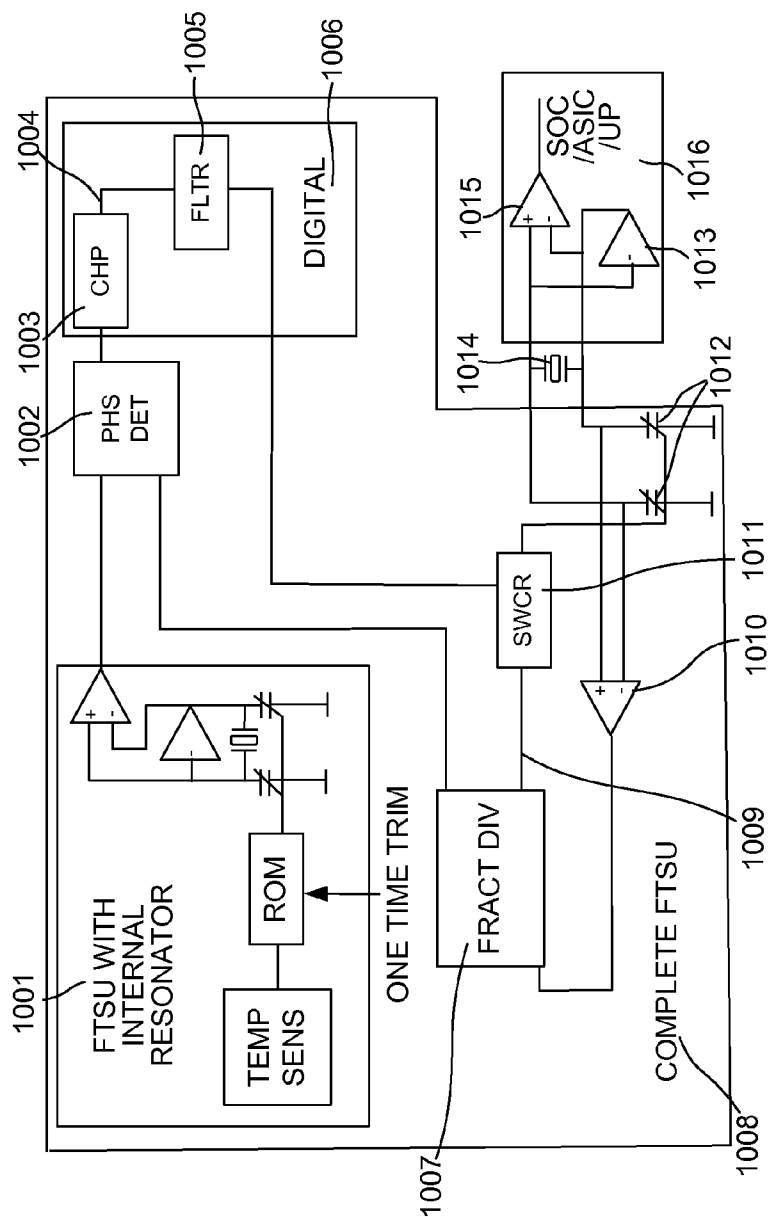 1001
FTSU WITH
INTERNAL
RESONATOR
TEMP
SENS
ROM
ONE TIME TRIM
+
-
-
1002
PHS
DET
1003
CHP
1004
FLTR
1005
DIGITAL
1006
1007
FRACT DIV
COMPLETE FTSU
1008
1009
SWCR
1011
+
-
1010
1012
1014
1015
+
-
SOC
/ASIC
/UP
1016
-
1013